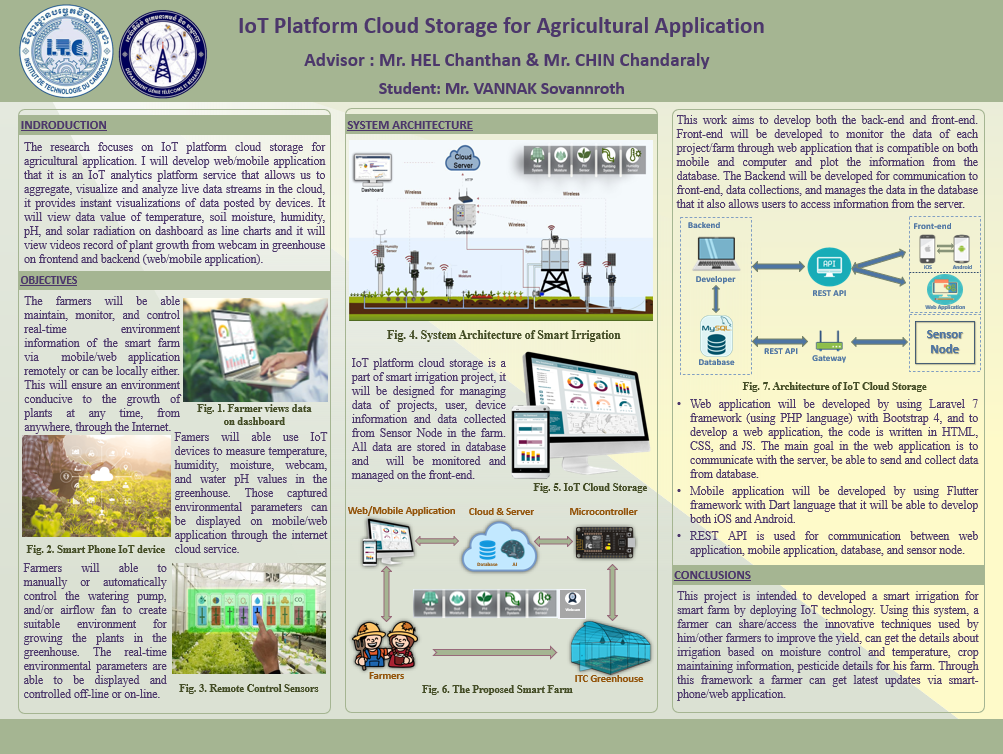 IoT Platform Cloud Storage for Agricultural Application
Advisor : Mr. HEL Chanthan & Mr. CHIN Chandaraly
Student: Mr. VANNAK Sovannroth
I.T.C.
INSTITUT DE TECHNOLOGIE DU CAMBODGE
INDRODUCTION
The research focuses on IoT platform cloud storage for
agricultural application. I will develop web/mobile application
that it is an IoT analytics platform service that allows us to
aggregate, visualize and analyze live data streams in the cloud,
it provides instant visualizations of data posted by devices. It
will view data value of temperature, soil moisture, humidity,
pH, and solar radiation on dashboard as line charts and it will
view videos record of plant growth from webcam in greenhouse
on frontend and backend (web/mobile application).
OBJECTIVES
The farmers will be able
maintain, monitor, and control
real-time environment
information of the smart farm
via mobile/web application
remotely or can be locally either.
This will ensure an environment
conducive to the growth of
plants at any time, from
anywhere, through the Internet.
Fig. 1. Farmer views data
on dashboard
Famers will able use IoT
devices to measure temperature,
humidity, moisture, webcam,
and water pH values in the
greenhouse. Those captured
environmental parameters can
be displayed on mobile/web
application through the internet
cloud service.
Fig. 2. Smart Phone IoT device
Farmers will able to
manually or automatically
control the watering pump,
and/or airflow fan to create
suitable environment for
growing the plants in the
greenhouse. The real-time
environmental parameters are
able to be displayed and
controlled off-line or on-line.
Fig. 3. Remote Control Sensors
SYSTEM ARCHITECTURE
Cloud
Server
Dashboard
HTTP
Wireless
Wireless
Wireless
Wireless
Controller
Humidity
Sensor
PH
Sensor
Soil
Moisture
Water
System
Fig. 4. System Architecture of Smart Irrigation
IoT platform cloud storage is a
part of smart irrigation project, it
will be designed for managing
data of projects, user, device
information and data collected
from Sensor Node in the farm.
All data are stored in database
and will be monitored and
managed on the front-end.
Fig. 5. IoT Cloud Storage
Web/Mobile Application
Cloud & Server
Microcontroller
Database
AI
Solar
System
Soil
Moisture
PH
Sensor
Plumbing
System
Humidity
Sensor
Webcam
Farmers
ITC Greenhouse
Fig. 6. The Proposed Smart Farm
This work aims to develop both the back-end and front-end.
Front-end will be developed to monitor the data of each
project/farm through web application that is compatible on both
mobile and computer and plot the information from the
database. The Backend will be developed for communication to
front-end, data collections, and manages the data in the database
that it also allows users to access information from the server.
Backend
Developer
MySQL
Database
API
REST API
REST API
Gateway
Front-end
iOS
Android
Web Application
Sensor
Node
Fig. 7. Architecture of IoT Cloud Storage
• Web application will be developed by using Laravel 7
framework (using PHP language) with Bootstrap 4, and to
develop a web application, the code is written in HTML,
CSS, and JS. The main goal in the web application is to
communicate with the server, be able to send and collect data
from database.
• Mobile application will be developed by using Flutter
framework with Dart language that it will be able to develop
both iOS and Android.
• REST API is used for communication between web
application, mobile application, database, and sensor node.
CONCLUSIONS
This project is intended to developed a smart irrigation for
smart farm by deploying IoT technology. Using this system, a
farmer can share/access the innovative techniques used by
him/other farmers to improve the yield, can get the details about
irrigation based on moisture control and temperature, crop
maintaining information, pesticide details for his farm. Through
this framework a farmer can get latest updates via smart-
phone/web application.